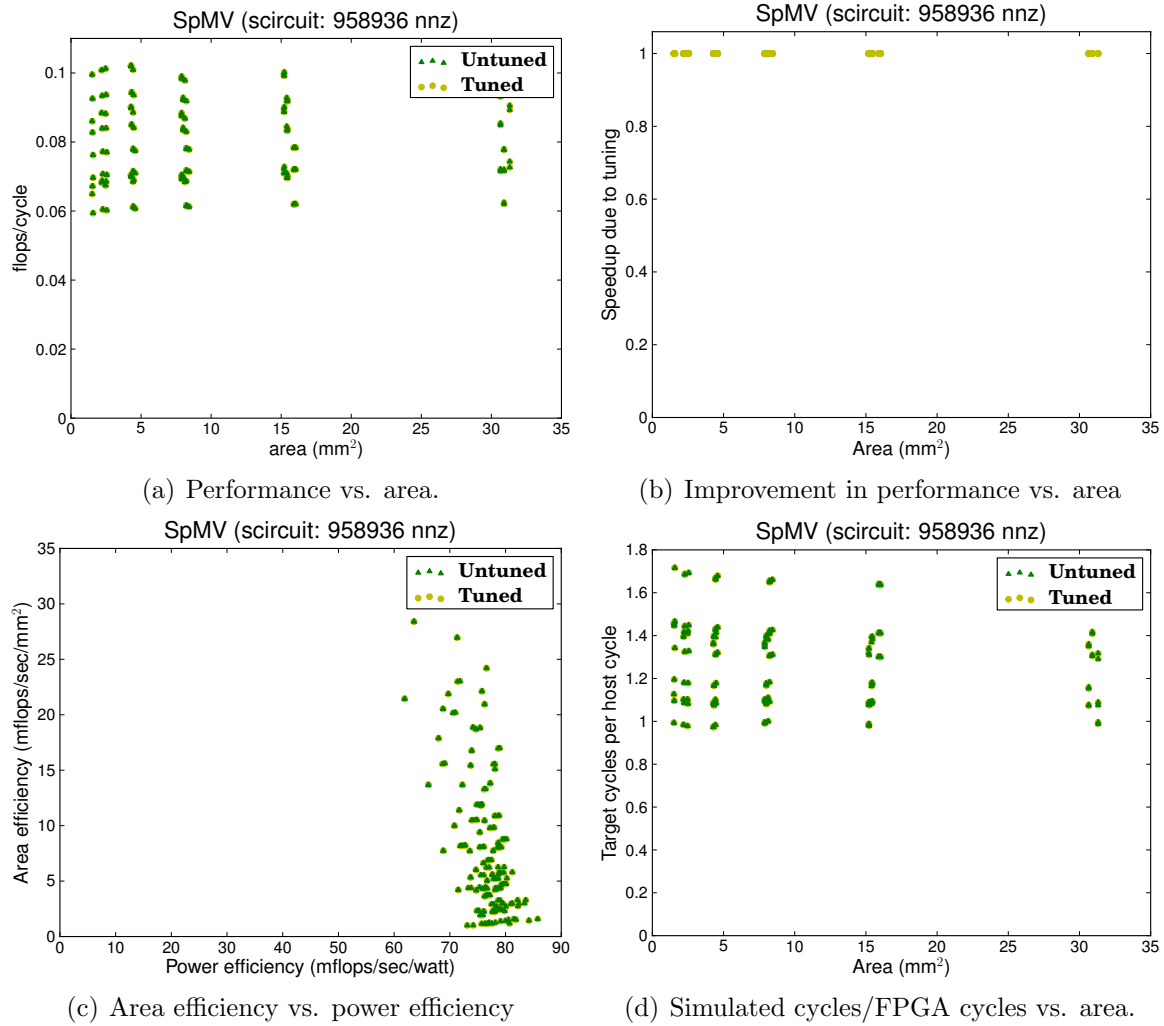 SpMV (scircuit: 958936 nnz)
0.1
0.08
0.06
0.04
0.02
0
flops/cycle
Untuned
Tuned
0 5 10 15 20 25 30 35
area (mm²)
(a) Performance vs. area.
SpMV (scircuit: 958936 nnz)
1
0.8
0.6
0.4
0.2
0
Speedup due to tuning
0 5 10 15 20 25 30 35
Area (mm²)
(b) Improvement in performance vs. area
SpMV (scircuit: 958936 nnz)
35
30
25
20
15
10
5
0
Area efficiency (mflops/sec/mm²)
Untuned
Tuned
0 10 20 30 40 50 60 70 80 90
Power efficiency (mflops/sec/watt)
(c) Area efficiency vs. power efficiency
SpMV (scircuit: 958936 nnz)
1.8
1.6
1.4
1.2
1
0.8
0.6
0.4
0.2
0
Target cycles per host cycle
Untuned
Tuned
0 5 10 15 20 25 30 35
Area (mm²)
(d) Simulated cycles/FPGA cycles vs. area.